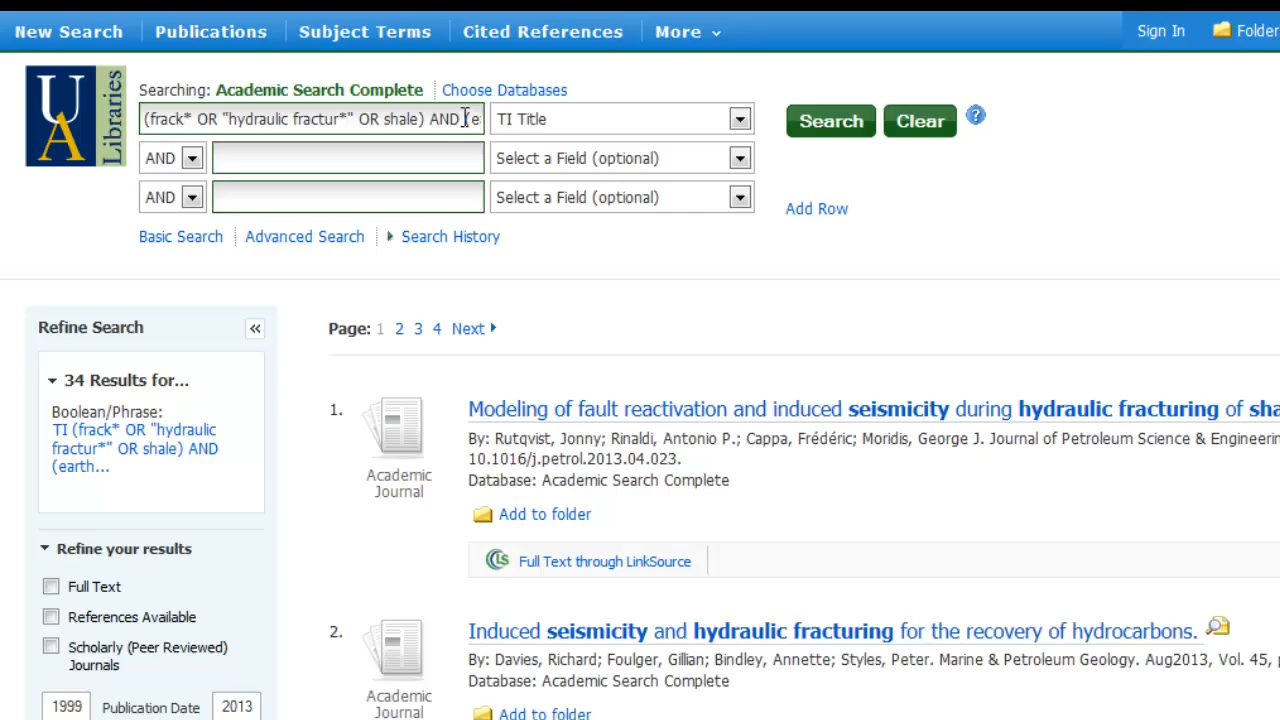 New Search Publications Subject Terms Cited References More Sign In Folder
UA Libraries
Searching: Academic Search Complete Choose Databases
(frack* OR "hydraulic fractur*" OR shale) AND (e TI Title Search Clear ?
AND Select a Field (optional)
AND Select a Field (optional) Add Row
Basic Search Advanced Search Search History
Refine Search «
Page: 1 2 3 4 Next
34 Results for...
Boolean/Phrase:
TI (frack* OR "hydraulic
fractur*" OR shale) AND
(earth...
Refine your results
Full Text
References Available
Scholarly (Peer Reviewed)
Journals
1999 Publication Date 2013
1.
Academic
Journal
Modeling of fault reactivation and induced seismicity during hydraulic fracturing of sha
By: Rutqvist, Jonny; Rinaldi, Antonio P.; Cappa, Frédéric; Moridis, George J. Journal of Petroleum Science & Engineerin
10.1016/j.petrol.2013.04.023.
Database: Academic Search Complete
Add to folder
LS Full Text through LinkSource
2.
Academic
Journal
Induced seismicity and hydraulic fracturing for the recovery of hydrocarbons.
By: Davies, Richard; Foulger, Gillian; Bindley, Annette; Styles, Peter. Marine & Petroleum Geology. Aug2013, Vol. 45, p
Database: Academic Search Complete
Add to folder